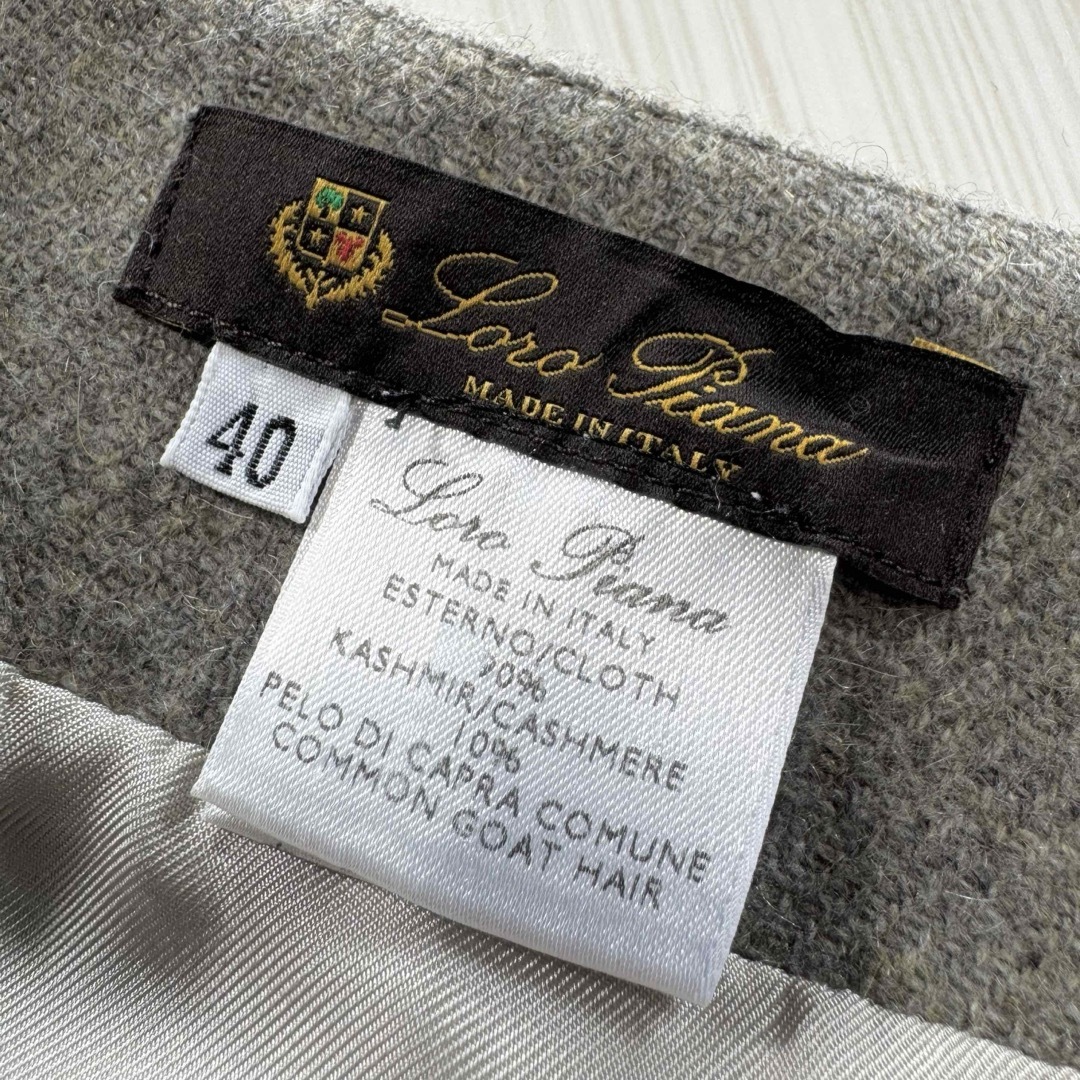 Loro Piana
MADE IN ITALY
40
Loro Piana
MADE IN ITALY
ESTERNO/CLOTH
90%
KASHMIR/CASHMERE
10%
PELO DI CAPRA COMUNE
COMMON GOAT HAIR